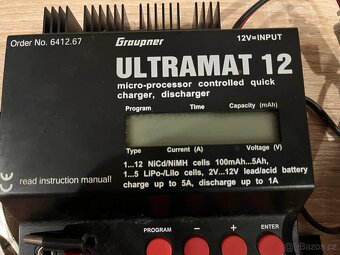 Order No. 6412.67
Graupner
12V=INPUT
ULTRAMAT 12
micro-processor controlled quick
charger, discharger
Program Time Capacity (mAh)
Type Current (A) Voltage (V)
1...12 NiCd/NiMH cells 100mAh...5Ah,
1...5 LiPo-/LiIo cells, 2V...12V lead/acid battery
charge up to 5A, discharge up to 1A
read instruction manual!
PROGRAM
−
+
ENTER
Bazoš.cz